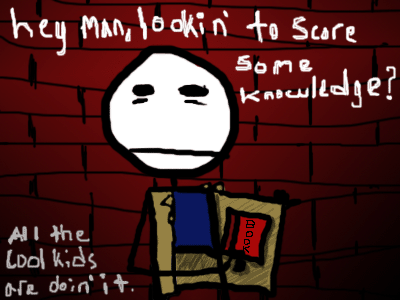 hey Man, lookin' to score
some
knowledge?
BOOK
All the
Cool kids
are doin' it.